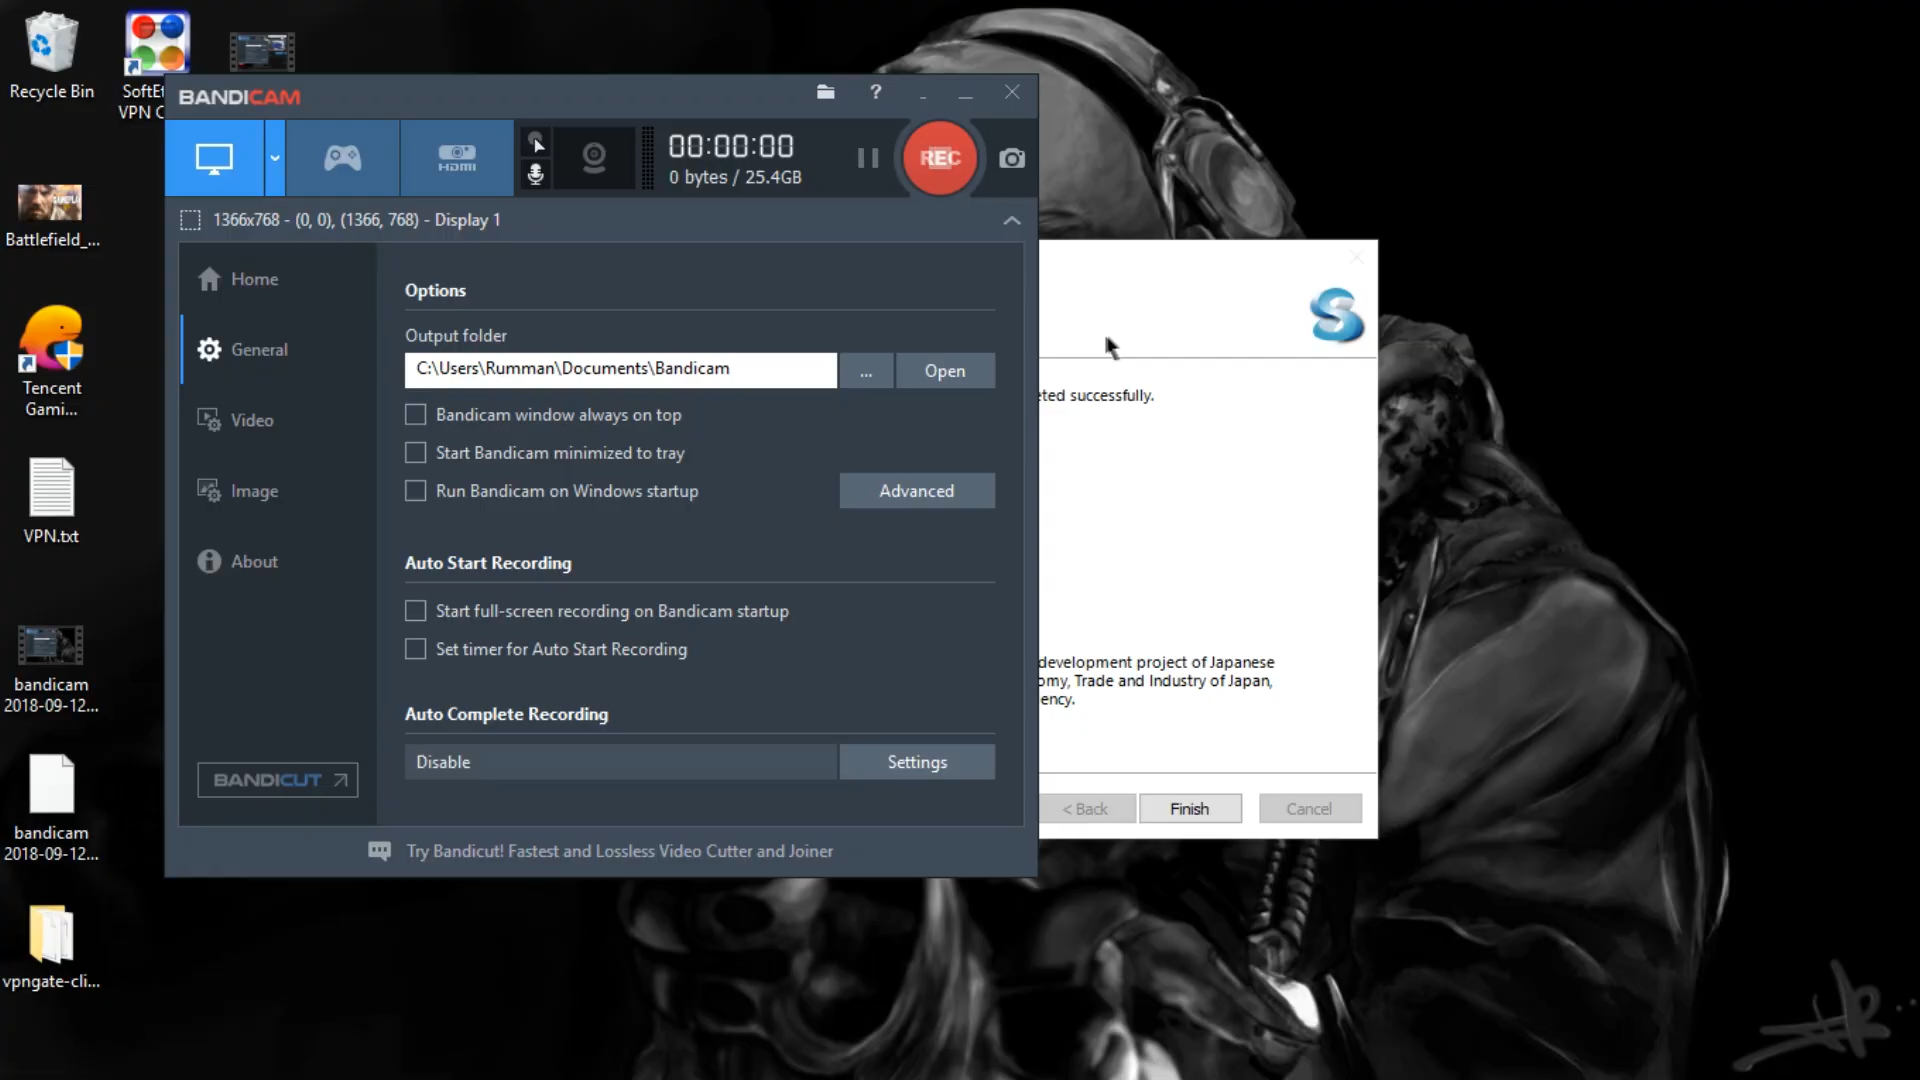 Recycle Bin
SoftEt
VPN C
Battlefield_...
Tencent
Gami...
VPN.txt
bandicam
2018-09-12...
bandicam
2018-09-12...
vpngate-cli...
BANDICAM
?
HDMI
00:00:00
0 bytes / 25.4GB
REC
1366x768 - (0, 0), (1366, 768) - Display 1
Home
General
Video
Image
About
BANDICUT
Options
Output folder
C:\Users\Rumman\Documents\Bandicam
...
Open
Bandicam window always on top
Start Bandicam minimized to tray
Run Bandicam on Windows startup
Advanced
Auto Start Recording
Start full-screen recording on Bandicam startup
Set timer for Auto Start Recording
Auto Complete Recording
Disable
Settings
Try Bandicut! Fastest and Lossless Video Cutter and Joiner
eted successfully.
development project of Japanese
omy, Trade and Industry of Japan,
ency.
< Back
Finish
Cancel